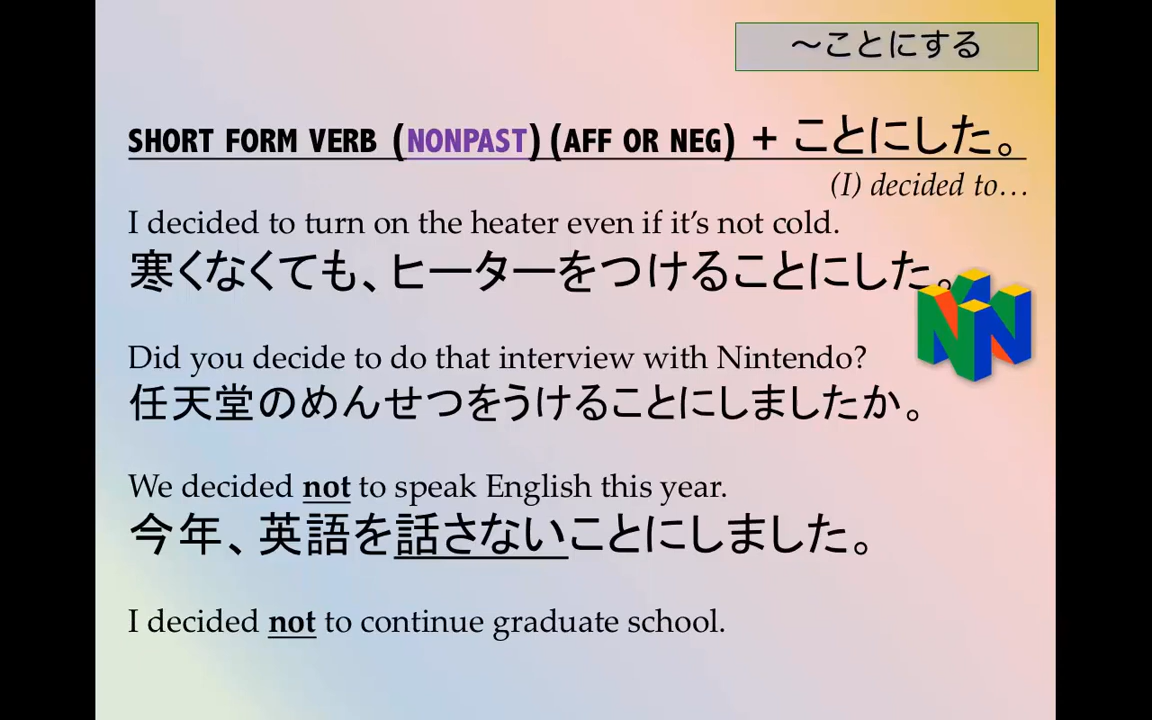 ～ことにする
SHORT FORM VERB (NONPAST) (AFF OR NEG) + ことにした。
(I) decided to…
I decided to turn on the heater even if it's not cold.
寒くなくても、ヒーターをつけることにした。
Did you decide to do that interview with Nintendo?
任天堂のめんせつをうけることにしましたか。
We decided not to speak English this year.
今年、英語を話さないことにしました。
I decided not to continue graduate school.